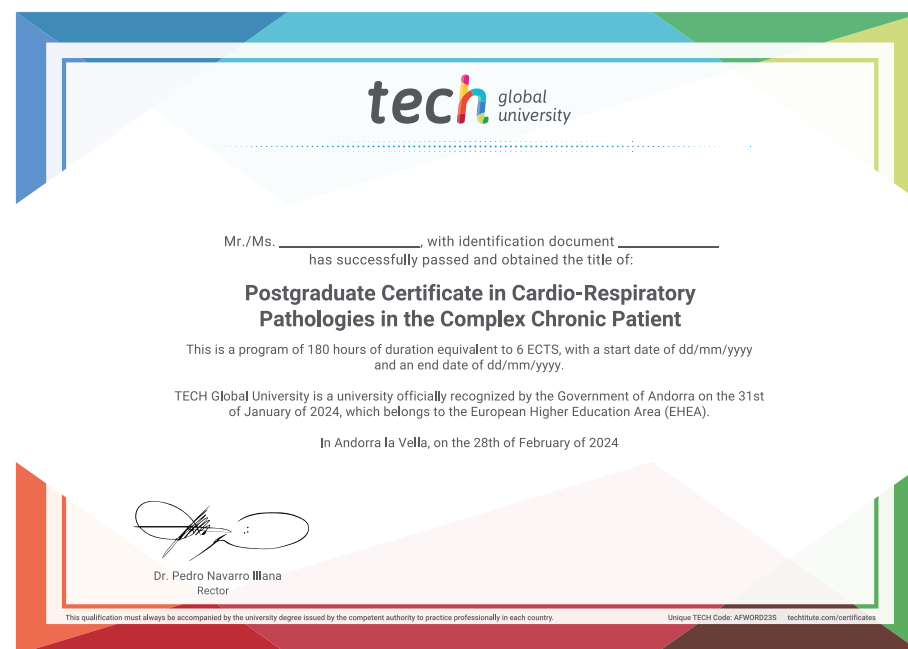 tech global university
Mr./Ms. ____________, with identification document ____________
has successfully passed and obtained the title of:
Postgraduate Certificate in Cardio-Respiratory
Pathologies in the Complex Chronic Patient
This is a program of 180 hours of duration equivalent to 6 ECTS, with a start date of dd/mm/yyyy
and an end date of dd/mm/yyyy.
TECH Global University is a university officially recognized by the Government of Andorra on the 31st
of January of 2024, which belongs to the European Higher Education Area (EHEA).
In Andorra la Vella, on the 28th of February of 2024
Dr. Pedro Navarro Illana
Rector
This qualification must always be accompanied by the university degree issued by the competent authority to practice professionally in each country.
Unique TECH Code: AFWORD23S techtitute.com/certificates